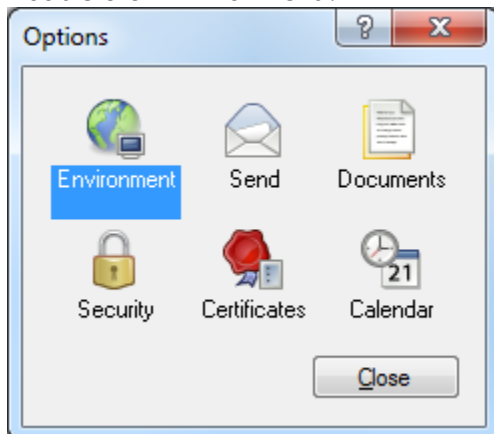 Options
Environment Send Documents
21
Security Certificates Calendar
Close